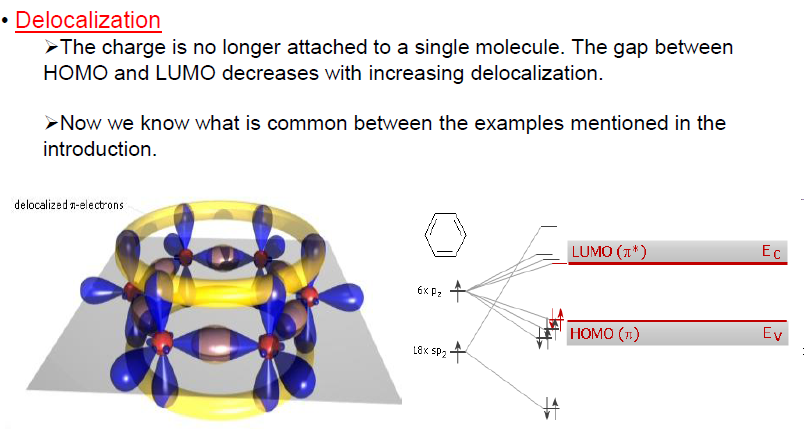 • Delocalization
➢The charge is no longer attached to a single molecule. The gap between
HOMO and LUMO decreases with increasing delocalization.
➢Now we know what is common between the examples mentioned in the
introduction.
delocalized π-electrons
LUMO (π*) E_C
6x p_z
HOMO (π) E_V
18x sp_2